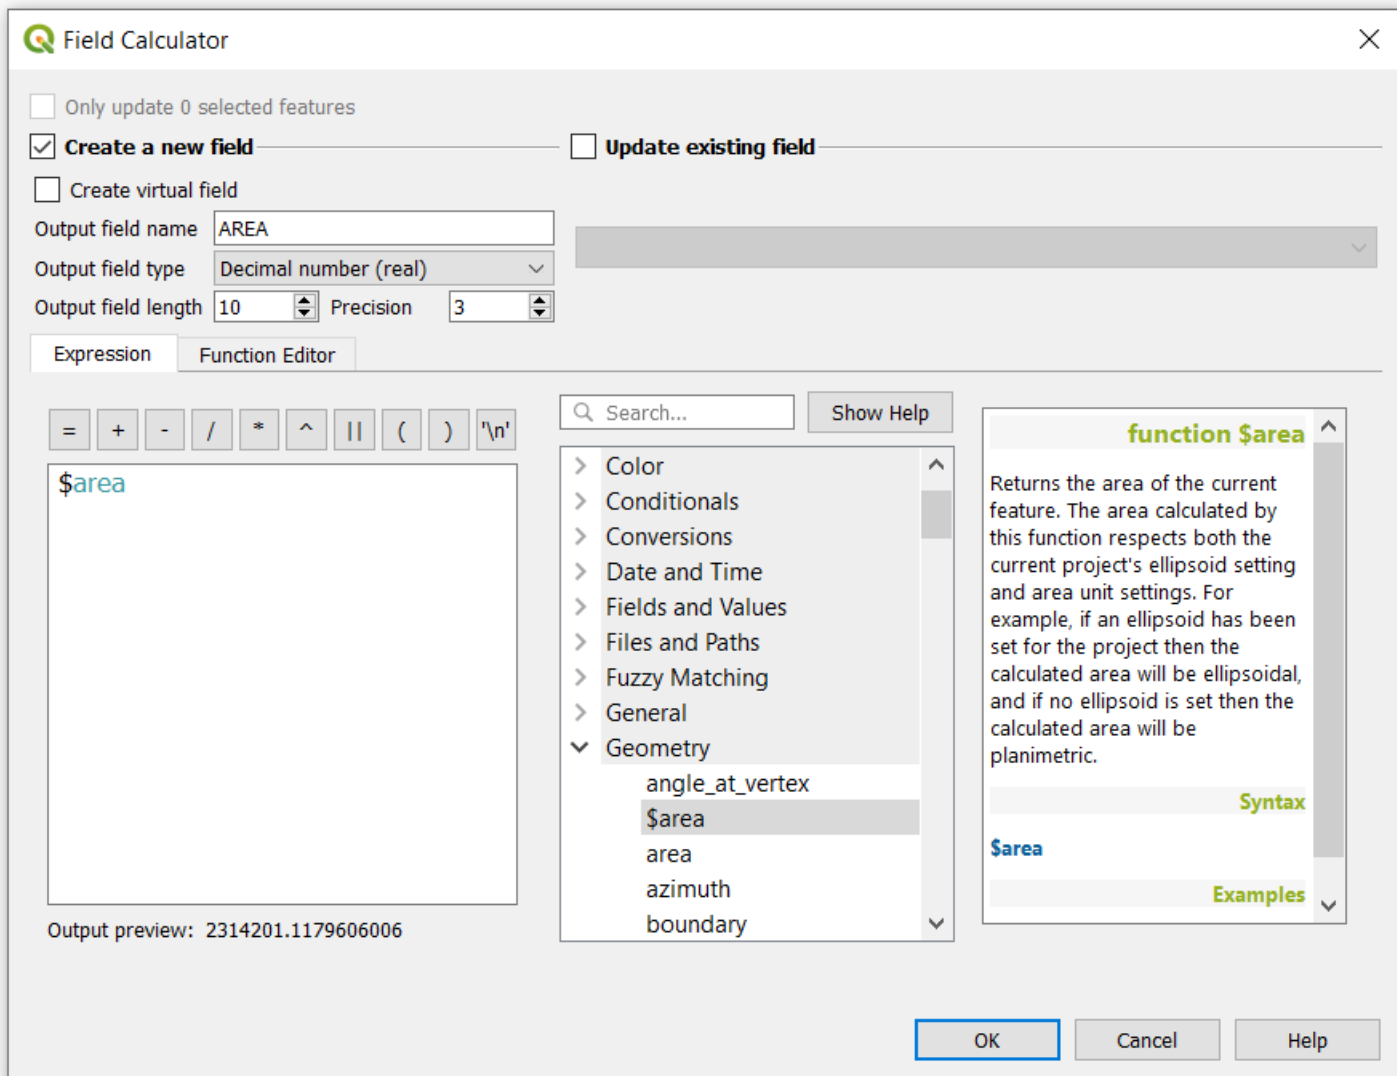 Field Calculator
Only update 0 selected features
Create a new field
Update existing field
Create virtual field
Output field name AREA
Output field type Decimal number (real)
Output field length 10 Precision 3
Expression Function Editor
= + - / * ^ || ( ) '\n'
$area
Output preview: 2314201.1179606006
Search... Show Help
Color
Conditionals
Conversions
Date and Time
Fields and Values
Files and Paths
Fuzzy Matching
General
Geometry
angle_at_vertex
$area
area
azimuth
boundary
function $area
Returns the area of the current
feature. The area calculated by
this function respects both the
current project's ellipsoid setting
and area unit settings. For
example, if an ellipsoid has been
set for the project then the
calculated area will be ellipsoidal,
and if no ellipsoid is set then the
calculated area will be
planimetric.
Syntax
$area
Examples
OK Cancel Help